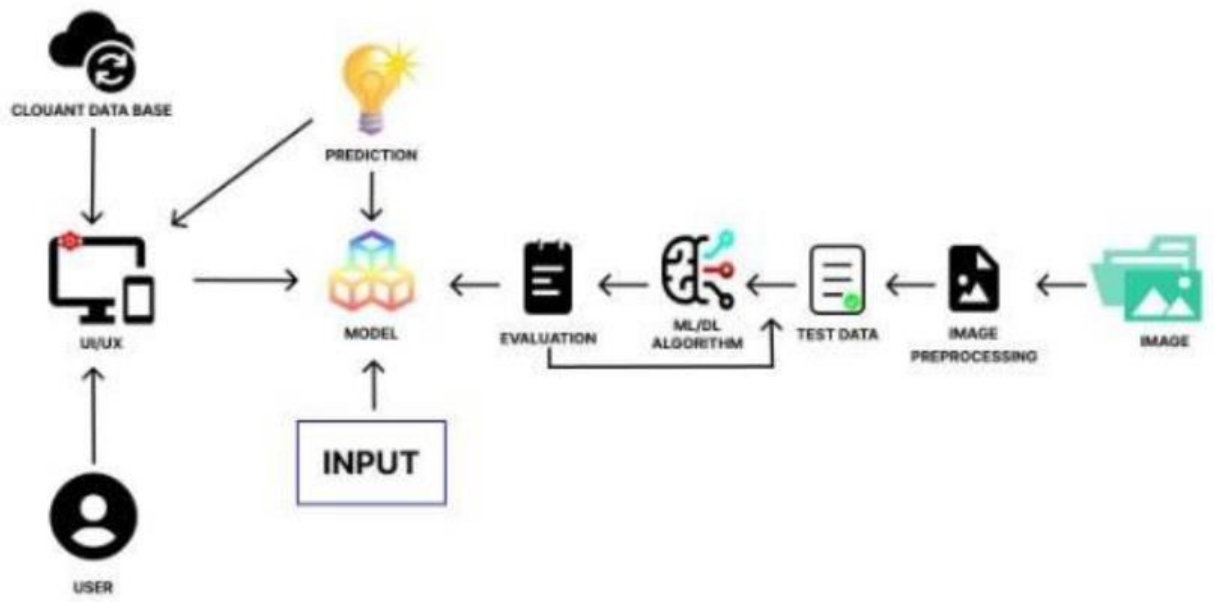 CLOUANT DATA BASE
PREDICTION
UI/UX
MODEL
EVALUATION
ML/DL
ALGORITHM
TEST DATA
IMAGE
PREPROCESSING
IMAGE
INPUT
USER